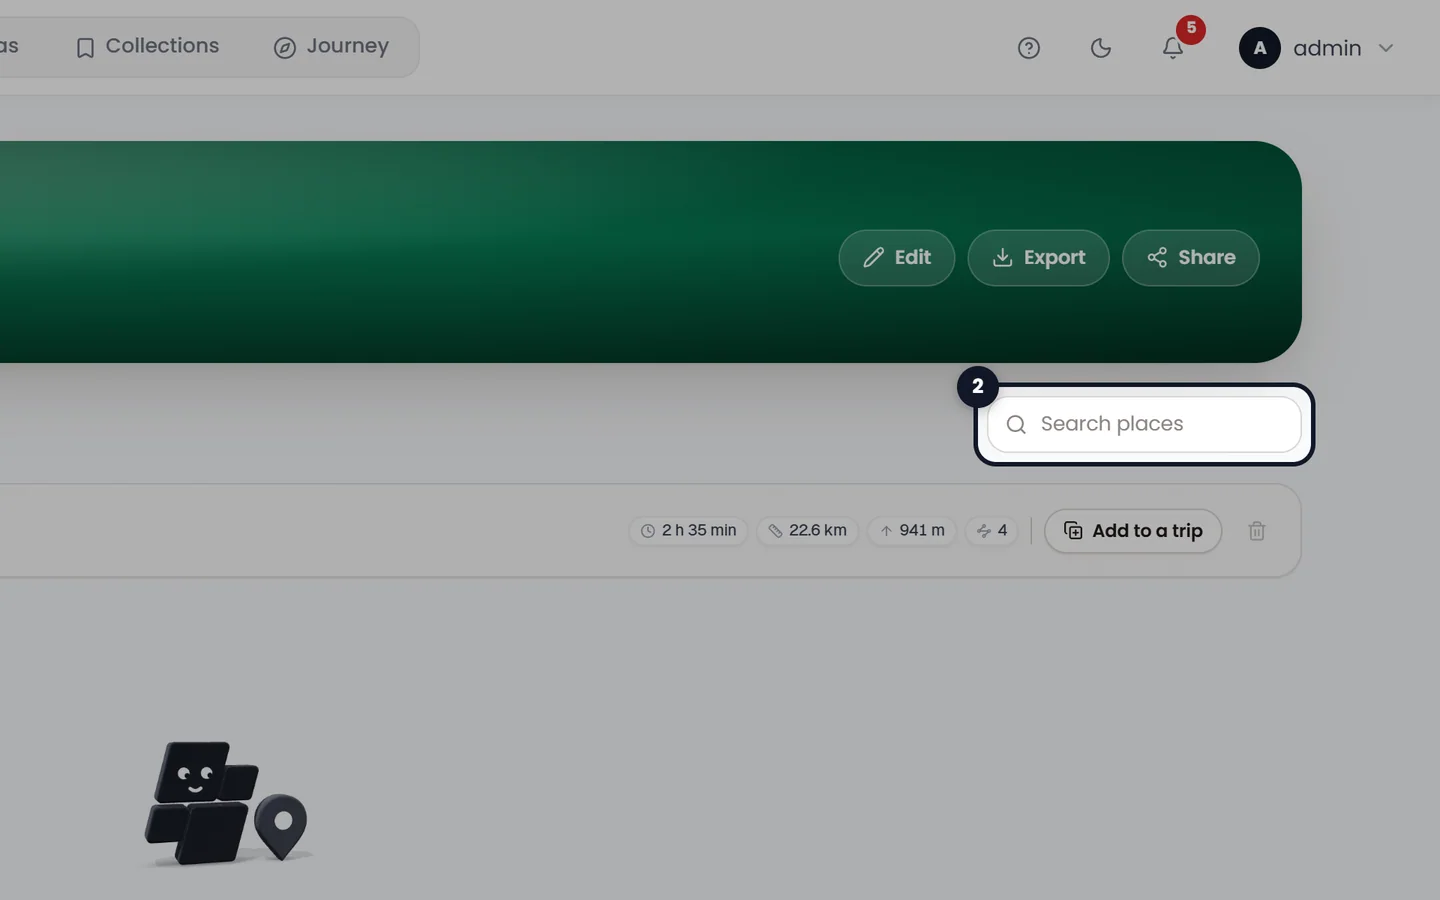 as Collections Journey 5 A admin
Edit Export Share
2
Search places
2 h 35 min 22.6 km 941 m 4 Add to a trip